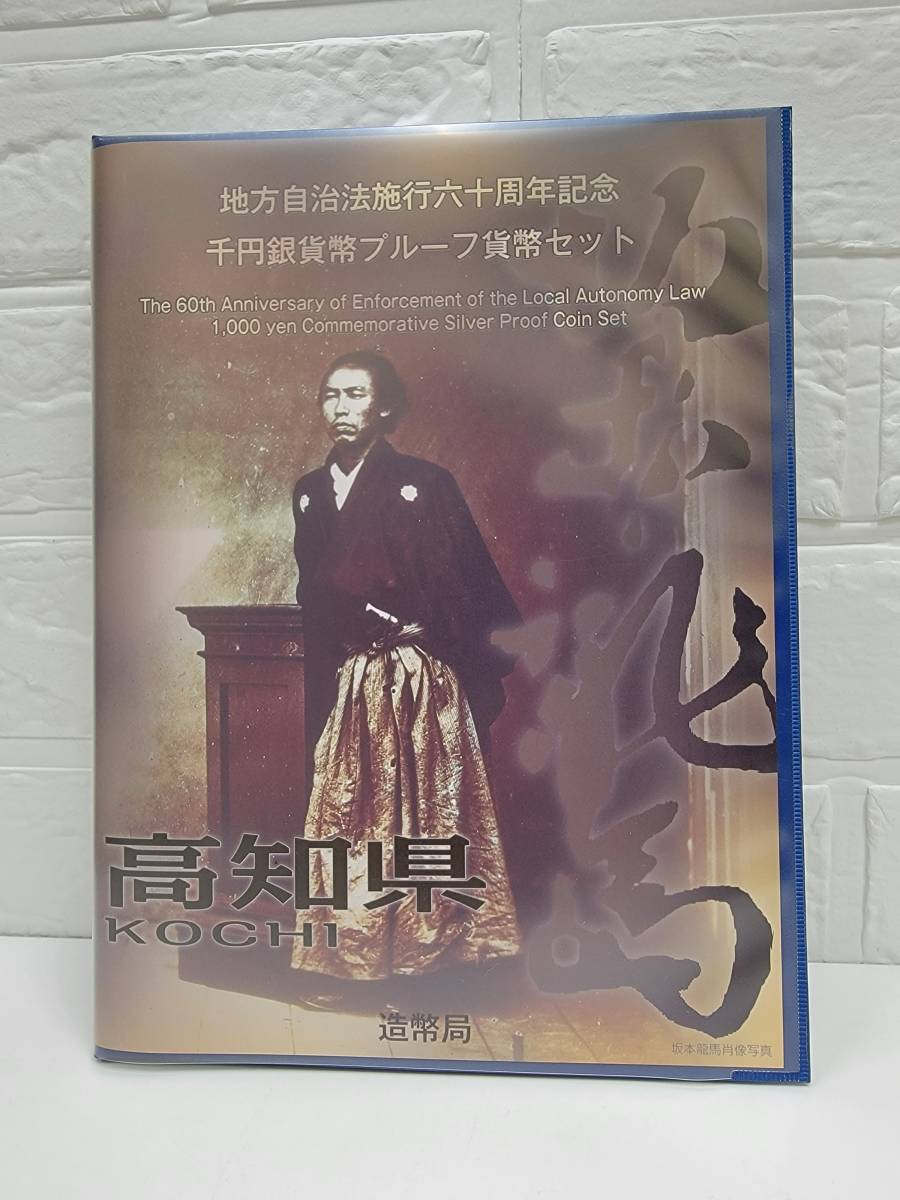 地方自治法施行六十周年記念
千円銀貨幣プルーフ貨幣セット
The 60th Anniversary of Enforcement of the Local Autonomy Law
1,000 yen Commemorative Silver Proof Coin Set
高知県
KOCHI
造幣局
坂本龍馬肖像写真